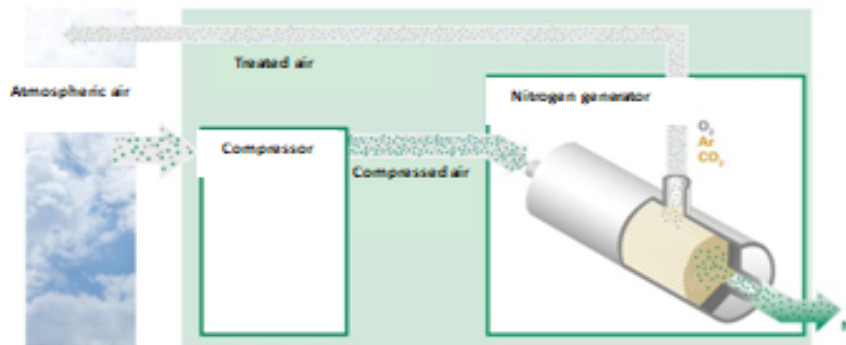 Treated air
Atmospheric air
Nitrogen generator
Compressor
Compressed air
O₂
Ar
CO₂